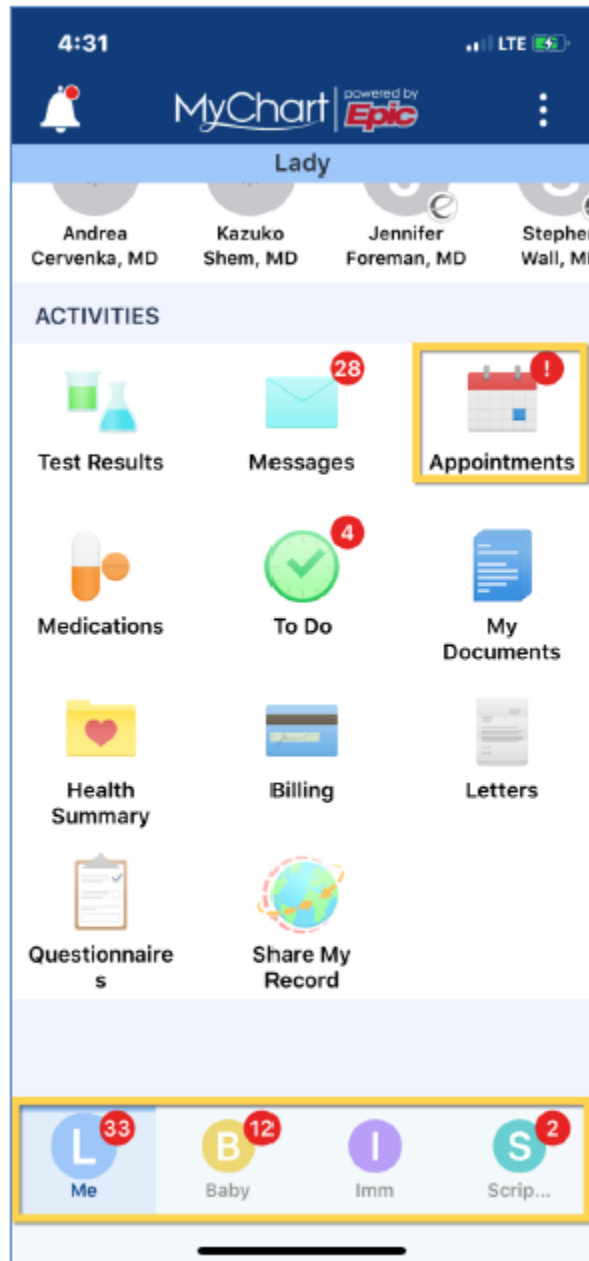 4:31
LTE
MyChart powered by Epic
Lady
Andrea Kazuko Jennifer Stephe
Cervenka, MD Shem, MD Foreman, MD Wall, M
ACTIVITIES
28 !
Test Results Messages Appointments
4
Medications To Do My
Documents
Health Billing Letters
Summary
Questionnaire Share My
s Record
33 12 2
L B I S
Me Baby Imm Scrip...